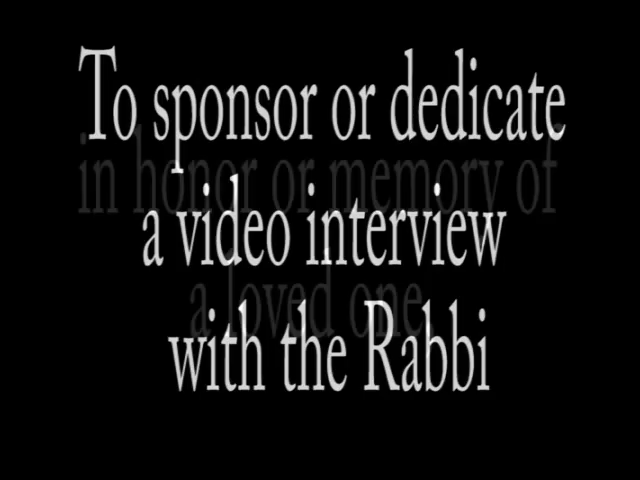 To sponsor or dedicate
in honor or memory of
a video interview
a loved one
with the Rabbi